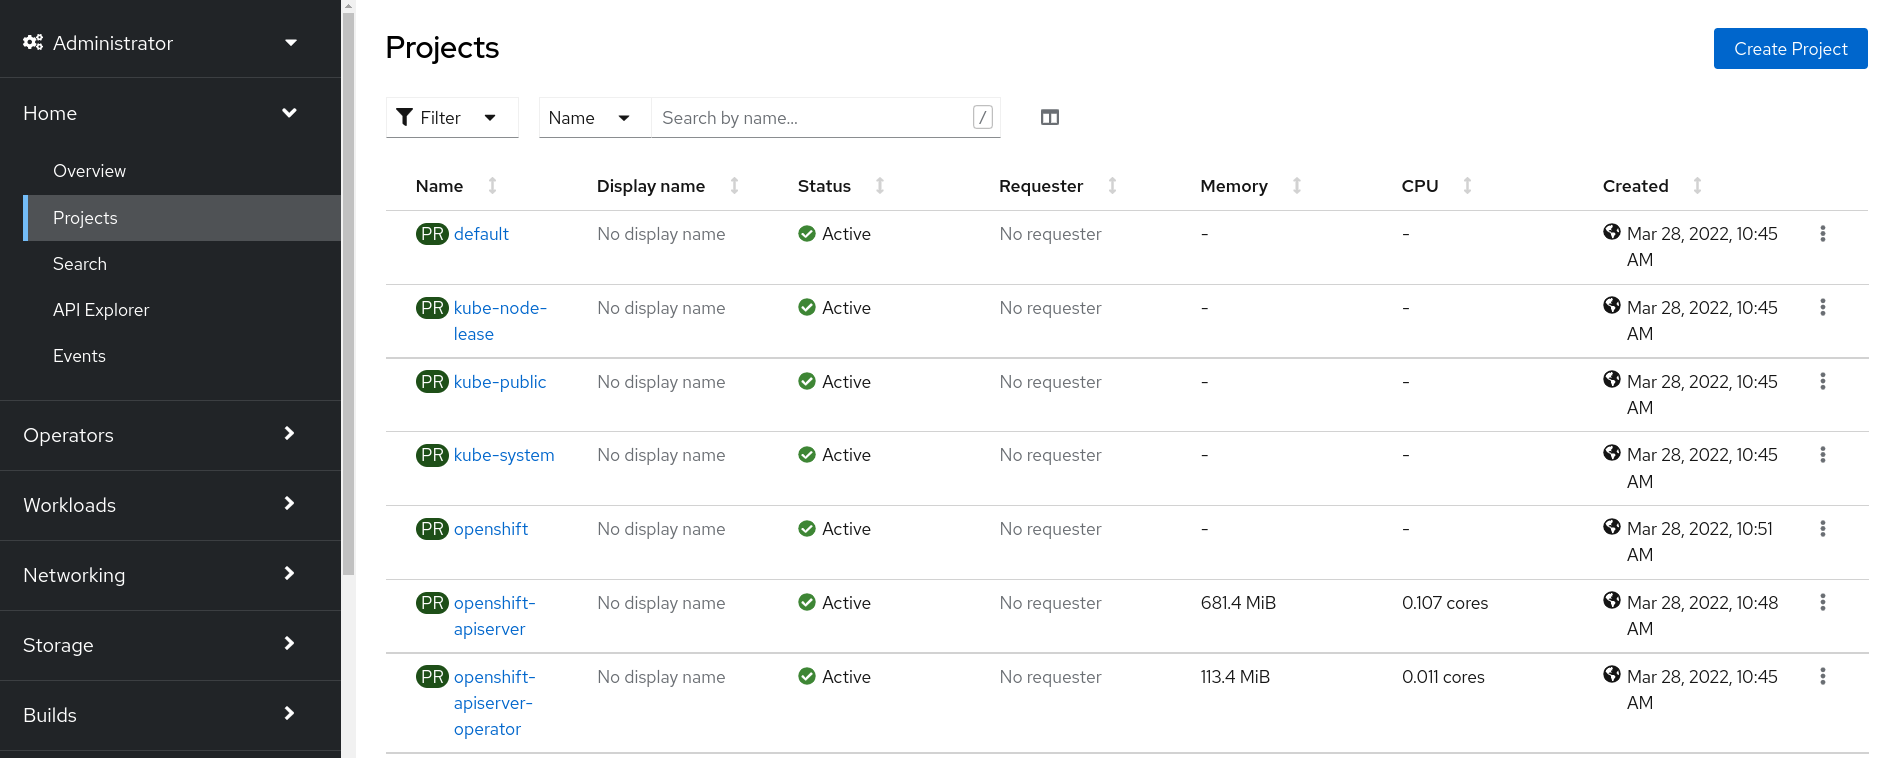 Administrator
Home
Overview
Projects
Search
API Explorer
Events
Operators
Workloads
Networking
Storage
Builds
Projects
Create Project
Filter
Name
Search by name...
/
Name Display name Status Requester Memory CPU Created
PR default No display name Active No requester - - Mar 28, 2022, 10:45
AM
PR kube-node- No display name Active No requester - - Mar 28, 2022, 10:45
lease AM
PR kube-public No display name Active No requester - - Mar 28, 2022, 10:45
AM
PR kube-system No display name Active No requester - - Mar 28, 2022, 10:45
AM
PR openshift No display name Active No requester - - Mar 28, 2022, 10:51
AM
PR openshift- No display name Active No requester 681.4 MiB 0.107 cores Mar 28, 2022, 10:48
apiserver AM
PR openshift- No display name Active No requester 113.4 MiB 0.011 cores Mar 28, 2022, 10:45
apiserver- AM
operator